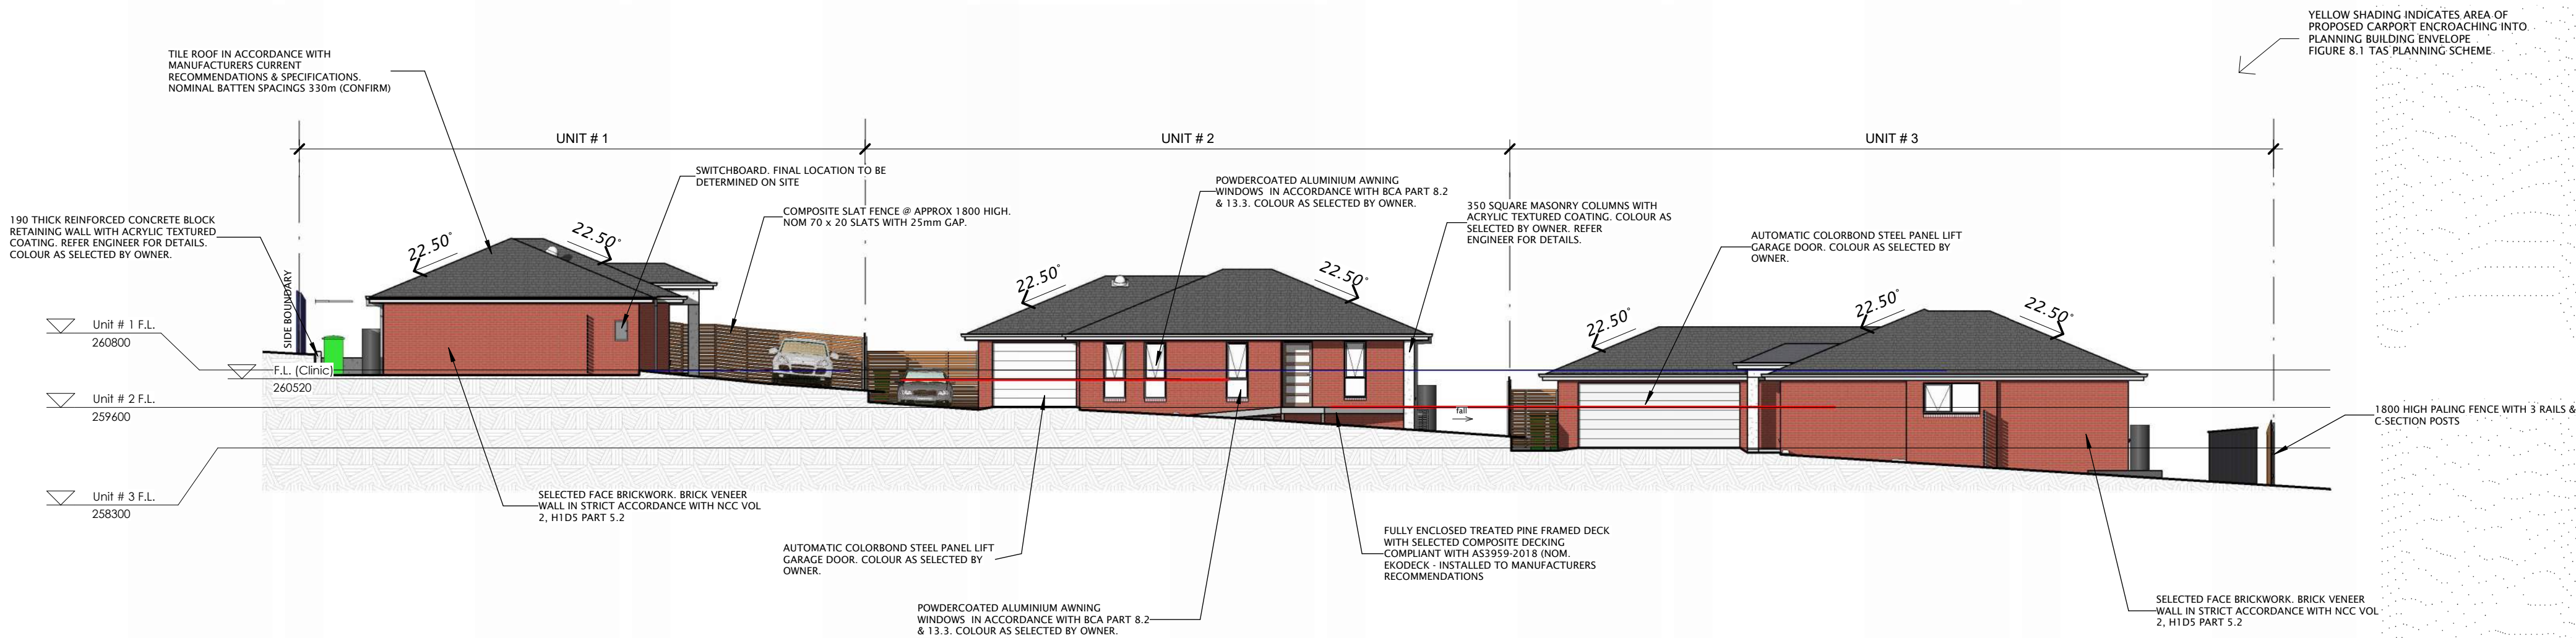 YELLOW SHADING INDICATES AREA OF
PROPOSED CARPORT ENCROACHING INTO
PLANNING BUILDING ENVELOPE
FIGURE 8.1 TAS PLANNING SCHEME
TILE ROOF IN ACCORDANCE WITH
MANUFACTURERS CURRENT
RECOMMENDATIONS & SPECIFICATIONS.
NOMINAL BATTEN SPACINGS 330m (CONFIRM)
UNIT # 1
UNIT # 2
UNIT # 3
SWITCHBOARD. FINAL LOCATION TO BE
DETERMINED ON SITE
COMPOSITE SLAT FENCE @ APPROX 1800 HIGH.
NOM 70 x 20 SLATS WITH 25mm GAP.
POWDERCOATED ALUMINIUM AWNING
WINDOWS IN ACCORDANCE WITH BCA PART 8.2
& 13.3. COLOUR AS SELECTED BY OWNER.
350 SQUARE MASONRY COLUMNS WITH
ACRYLIC TEXTURED COATING. COLOUR AS
SELECTED BY OWNER. REFER
ENGINEER FOR DETAILS.
AUTOMATIC COLORBOND STEEL PANEL LIFT
GARAGE DOOR. COLOUR AS SELECTED BY
OWNER.
190 THICK REINFORCED CONCRETE BLOCK
RETAINING WALL WITH ACRYLIC TEXTURED
COATING. REFER ENGINEER FOR DETAILS.
COLOUR AS SELECTED BY OWNER.
22.50°
22.50°
22.50°
22.50°
22.50°
22.50°
22.50°
SIDE BOUNDARY
Unit # 1 F.L.
260800
F.L. (Clinic)
260520
Unit # 2 F.L.
259600
Unit # 3 F.L.
258300
fall
1800 HIGH PALING FENCE WITH 3 RAILS &
C-SECTION POSTS
SELECTED FACE BRICKWORK. BRICK VENEER
WALL IN STRICT ACCORDANCE WITH NCC VOL
2, H1D5 PART 5.2
AUTOMATIC COLORBOND STEEL PANEL LIFT
GARAGE DOOR. COLOUR AS SELECTED BY
OWNER.
FULLY ENCLOSED TREATED PINE FRAMED DECK
WITH SELECTED COMPOSITE DECKING
COMPLIANT WITH AS3959-2018 (NOM.
EKODECK - INSTALLED TO MANUFACTURERS
RECOMMENDATIONS
POWDERCOATED ALUMINIUM AWNING
WINDOWS IN ACCORDANCE WITH BCA PART 8.2
& 13.3. COLOUR AS SELECTED BY OWNER.
SELECTED FACE BRICKWORK. BRICK VENEER
WALL IN STRICT ACCORDANCE WITH NCC VOL
2, H1D5 PART 5.2